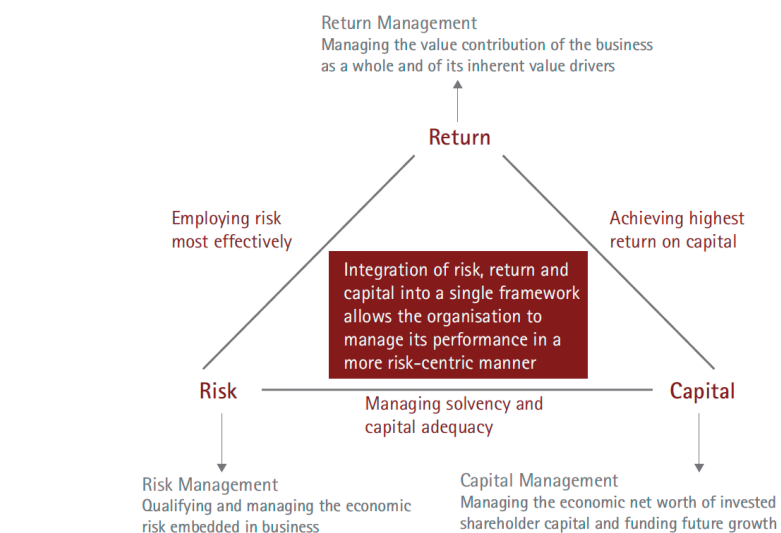 Return Management
Managing the value contribution of the business
as a whole and of its inherent value drivers
Return
Employing risk
most effectively
Achieving highest
return on capital
Integration of risk, return and
capital into a single framework
allows the organisation to
manage its performance in a
more risk-centric manner
Risk
Capital
Managing solvency and
capital adequacy
Risk Management
Qualifying and managing the economic
risk embedded in business
Capital Management
Managing the economic net worth of invested
shareholder capital and funding future growth